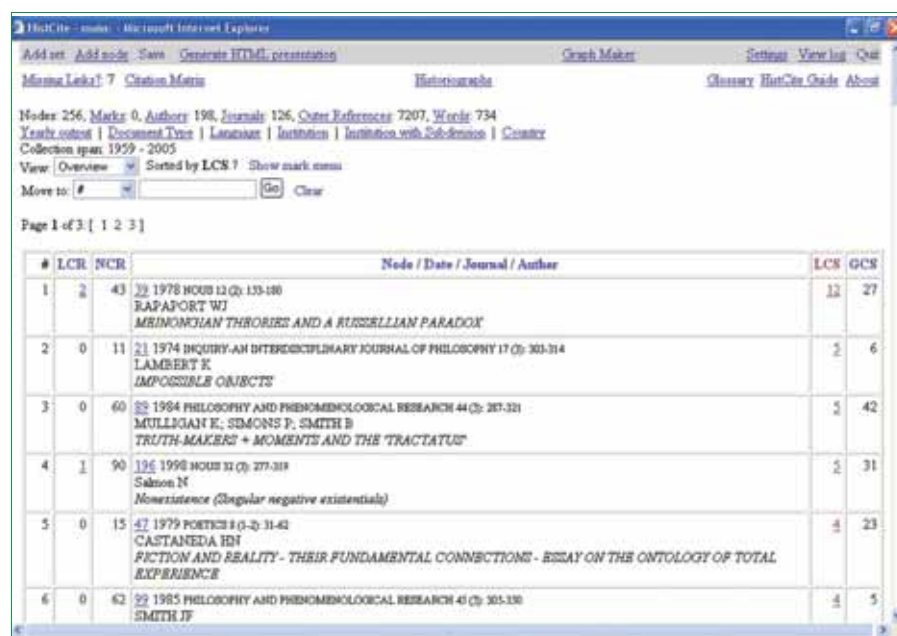 HistCite - main: - Microsoft Internet Explorer
Add set Add node Save Generate HTML presentation Graph Maker Settings View log Quit
Missing Links? 7 Citation Matrix Historiographs Glossary HistCite Guide About
Nodes: 256, Marks: 0, Authors: 198, Journals: 126, Outer References: 7207, Words: 734
Yearly output | Document Type | Language | Institution | Institution with Subdivision | Country
Collection span: 1959 - 2005
View: Overview Sorted by LCS ? Show mark menu
Move to: # Go Clear
Page 1 of 3: [ 1 2 3 ]
# LCR NCR Node / Date / Journal / Author LCS GCS
1 2 43 39 1978 NOUS 12 (2): 153-180 12 27
RAPAPORT WJ
MEINONGIAN THEORIES AND A RUSSELLIAN PARADOX
2 0 11 21 1974 INQUIRY-AN INTERDISCIPLINARY JOURNAL OF PHILOSOPHY 17 (3): 303-314 5 6
LAMBERT K
IMPOSSIBLE OBJECTS
3 0 60 89 1984 PHILOSOPHY AND PHENOMENOLOGICAL RESEARCH 44 (3): 287-321 5 42
MULLIGAN K; SIMONS P; SMITH B
TRUTH-MAKERS + MOMENTS AND THE 'TRACTATUS'
4 1 90 196 1998 NOUS 32 (3): 277-319 5 31
Salmon N
Nonexistence (Singular negative existentials)
5 0 15 47 1979 POETICS 8 (1-2): 31-62 4 23
CASTANEDA HN
FICTION AND REALITY - THEIR FUNDAMENTAL CONNECTIONS - ESSAY ON THE ONTOLOGY OF TOTAL
EXPERIENCE
6 0 62 99 1985 PHILOSOPHY AND PHENOMENOLOGICAL RESEARCH 45 (3): 305-330 4 5
SMITH JF